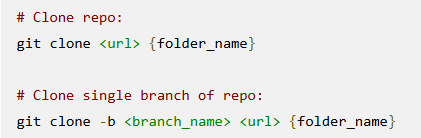 # Clone repo:
git clone <url> {folder_name}
# Clone single branch of repo:
git clone -b <branch_name> <url> {folder_name}